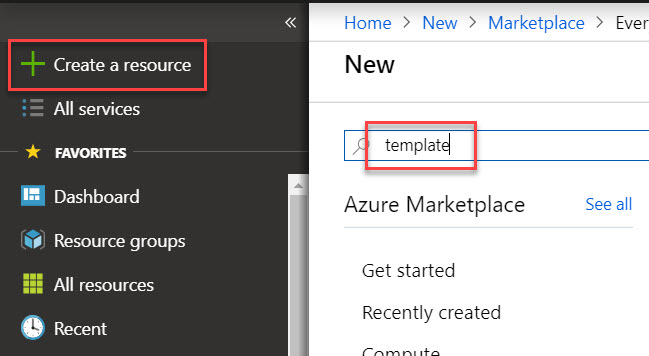 «
Create a resource
All services
FAVORITES
Dashboard
Resource groups
All resources
Recent
Home > New > Marketplace > Ever
New
template
Azure Marketplace See all
Get started
Recently created
Compute